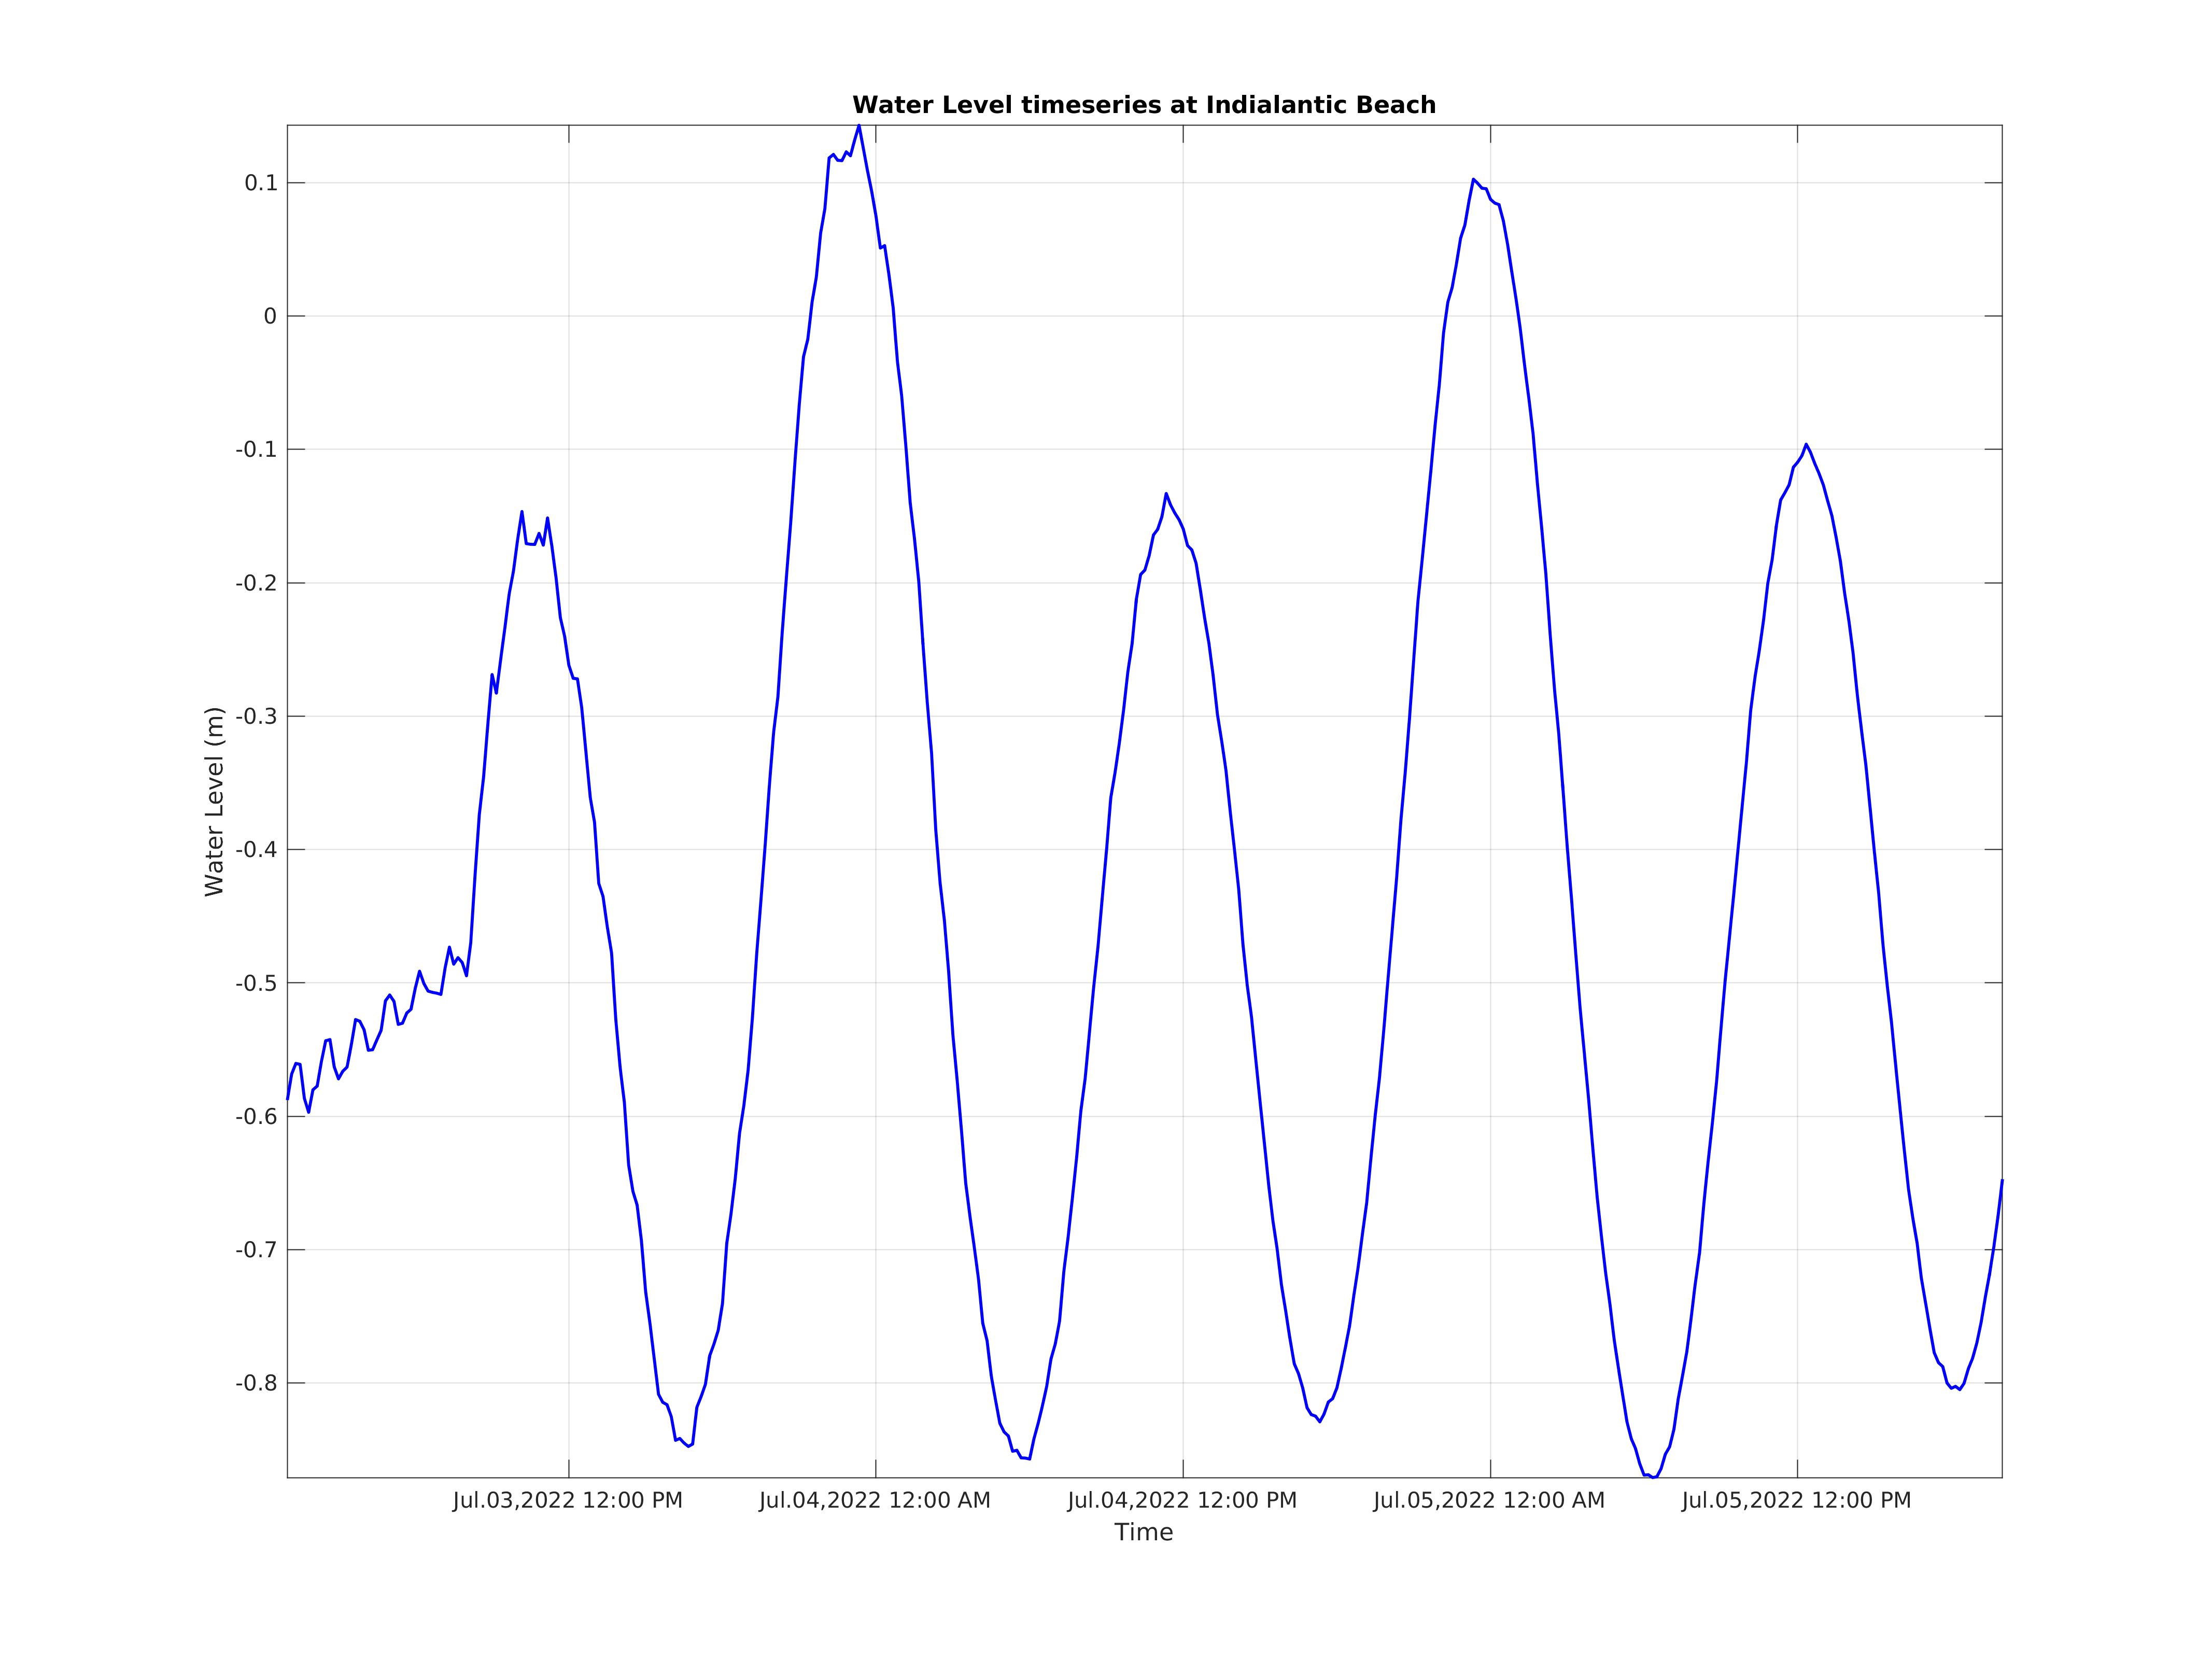 Water Level timeseries at Indialantic Beach
0.1
0
-0.1
-0.2
-0.3
-0.4
-0.5
-0.6
-0.7
-0.8
Water Level (m)
Jul.03,2022 12:00 PM
Jul.04,2022 12:00 AM
Jul.04,2022 12:00 PM
Jul.05,2022 12:00 AM
Jul.05,2022 12:00 PM
Time